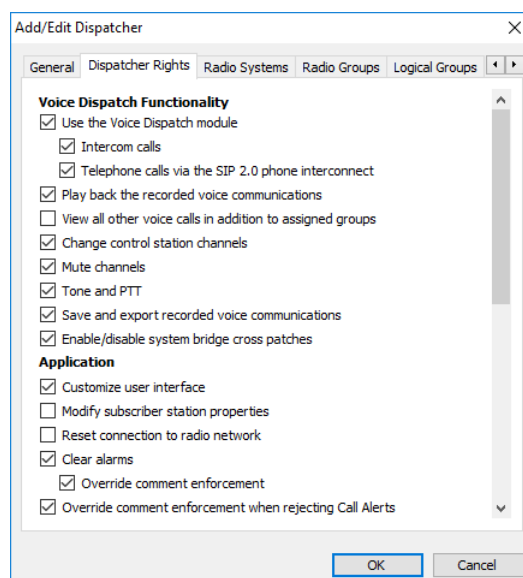 Add/Edit Dispatcher
General Dispatcher Rights Radio Systems Radio Groups Logical Groups
Voice Dispatch Functionality
Use the Voice Dispatch module
Intercom calls
Telephone calls via the SIP 2.0 phone interconnect
Play back the recorded voice communications
View all other voice calls in addition to assigned groups
Change control station channels
Mute channels
Tone and PTT
Save and export recorded voice communications
Enable/disable system bridge cross patches
Application
Customize user interface
Modify subscriber station properties
Reset connection to radio network
Clear alarms
Override comment enforcement
Override comment enforcement when rejecting Call Alerts
OK Cancel